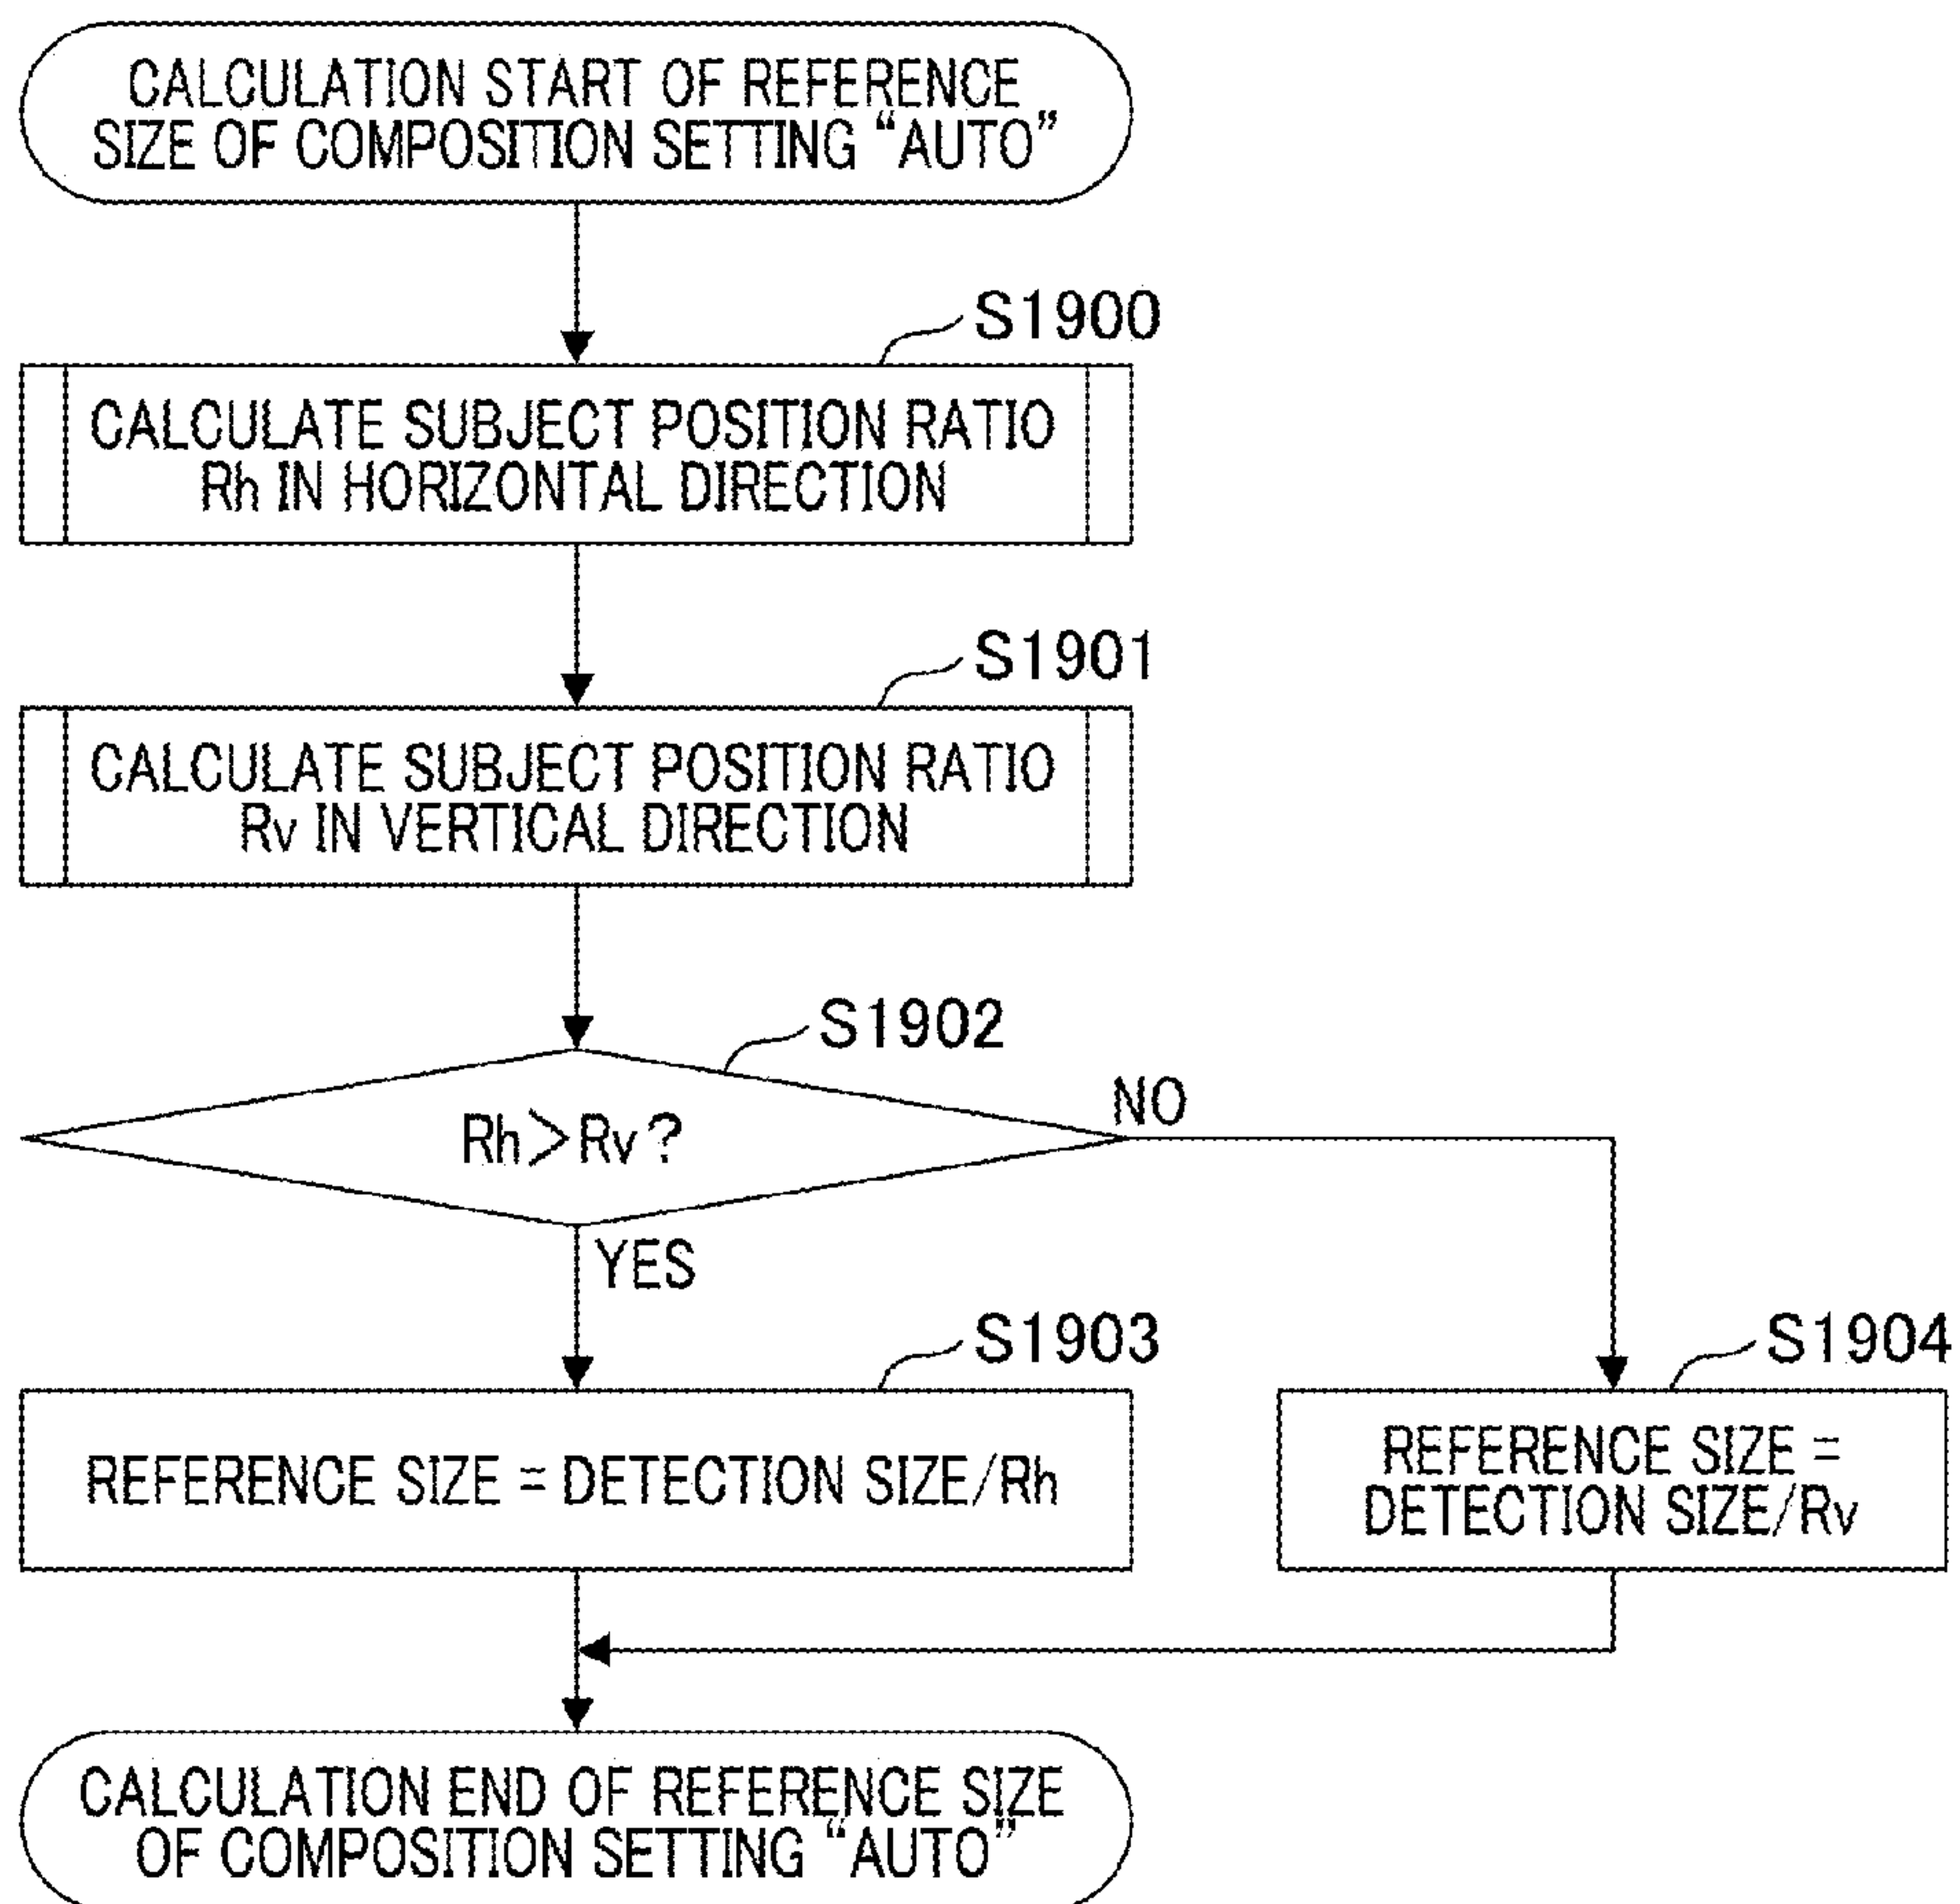 CALCULATION START OF REFERENCE
SIZE OF COMPOSITION SETTING “AUTO”
S1900
CALCULATE SUBJECT POSITION RATIO
Rh IN HORIZONTAL DIRECTION
S1901
CALCULATE SUBJECT POSITION RATIO
Rv IN VERTICAL DIRECTION
S1902
Rh>Rv?
NO
YES
S1903
REFERENCE SIZE = DETECTION SIZE/Rh
S1904
REFERENCE SIZE =
DETECTION SIZE/Rv
CALCULATION END OF REFERENCE SIZE
OF COMPOSITION SETTING “AUTO”